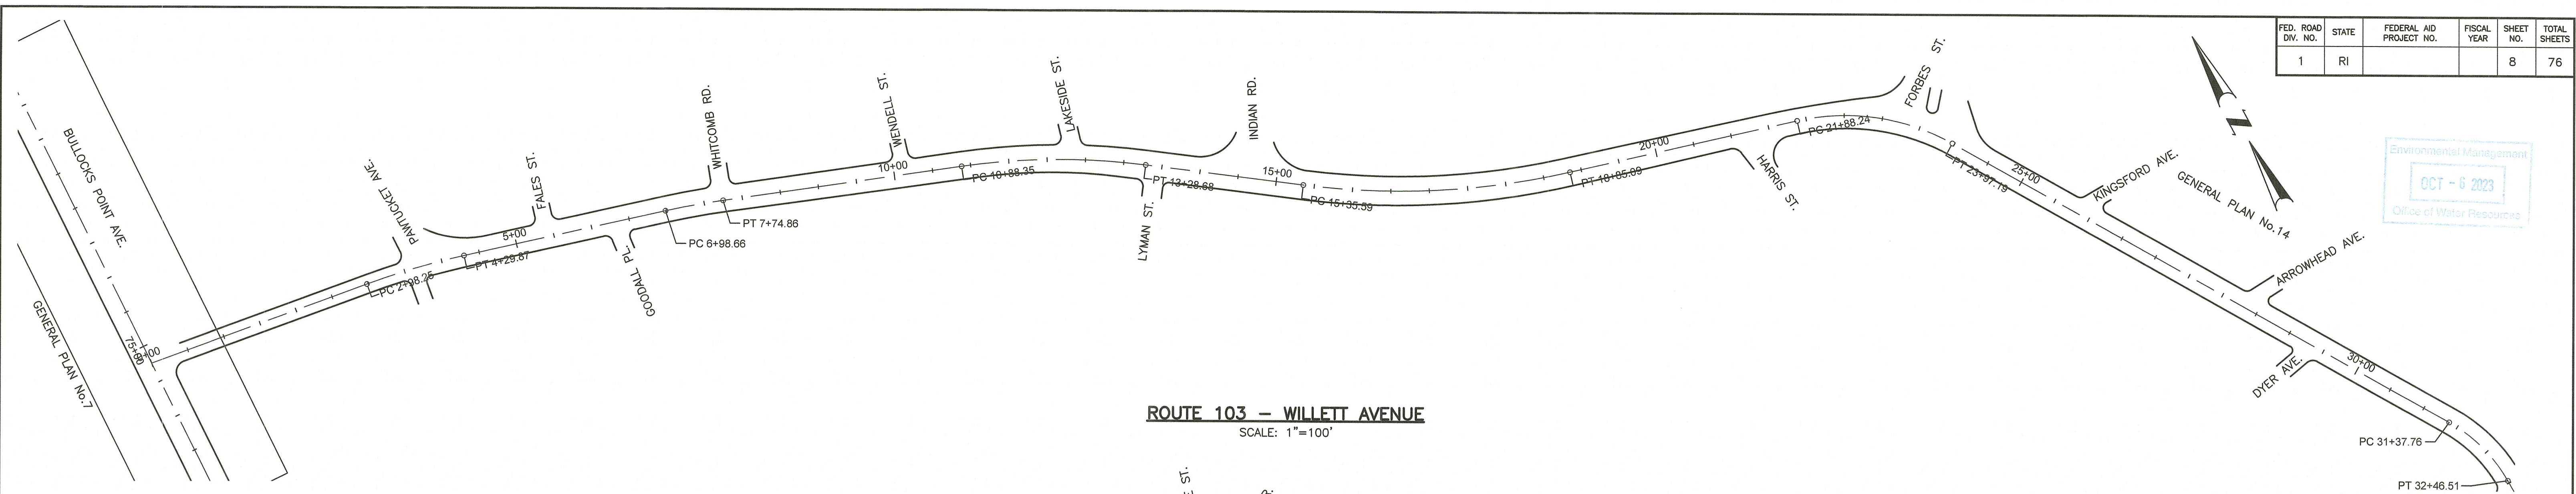 FED. ROAD DIV. NO.
STATE
FEDERAL AID PROJECT NO.
FISCAL YEAR
SHEET NO.
TOTAL SHEETS
1
RI
8
76
Environmental Management
OCT - 6 2023
Office of Water Resources
BULLOCKS POINT AVE.
GENERAL PLAN No.7
75+00
0+00
PAWTUCKET AVE.
PC 2+98.25
PT 4+29.87
5+00
FALES ST.
GOODALL PL.
PC 6+98.66
PT 7+74.86
WHITCOMB RD.
WENDELL ST.
10+00
PC 10+88.35
LAKESIDE ST.
PT 13+28.68
LYMAN ST.
INDIAN RD.
15+00
PC 15+35.59
PT 18+85.09
20+00
HARRIS ST.
PC 21+88.24
FORBES ST.
PT 23+97.19
25+00
KINGSFORD AVE.
GENERAL PLAN No.14
ARROWHEAD AVE.
DYER AVE.
30+00
PC 31+37.76
PT 32+46.51
N
ROUTE 103 – WILLETT AVENUE
SCALE: 1"=100'
ST.